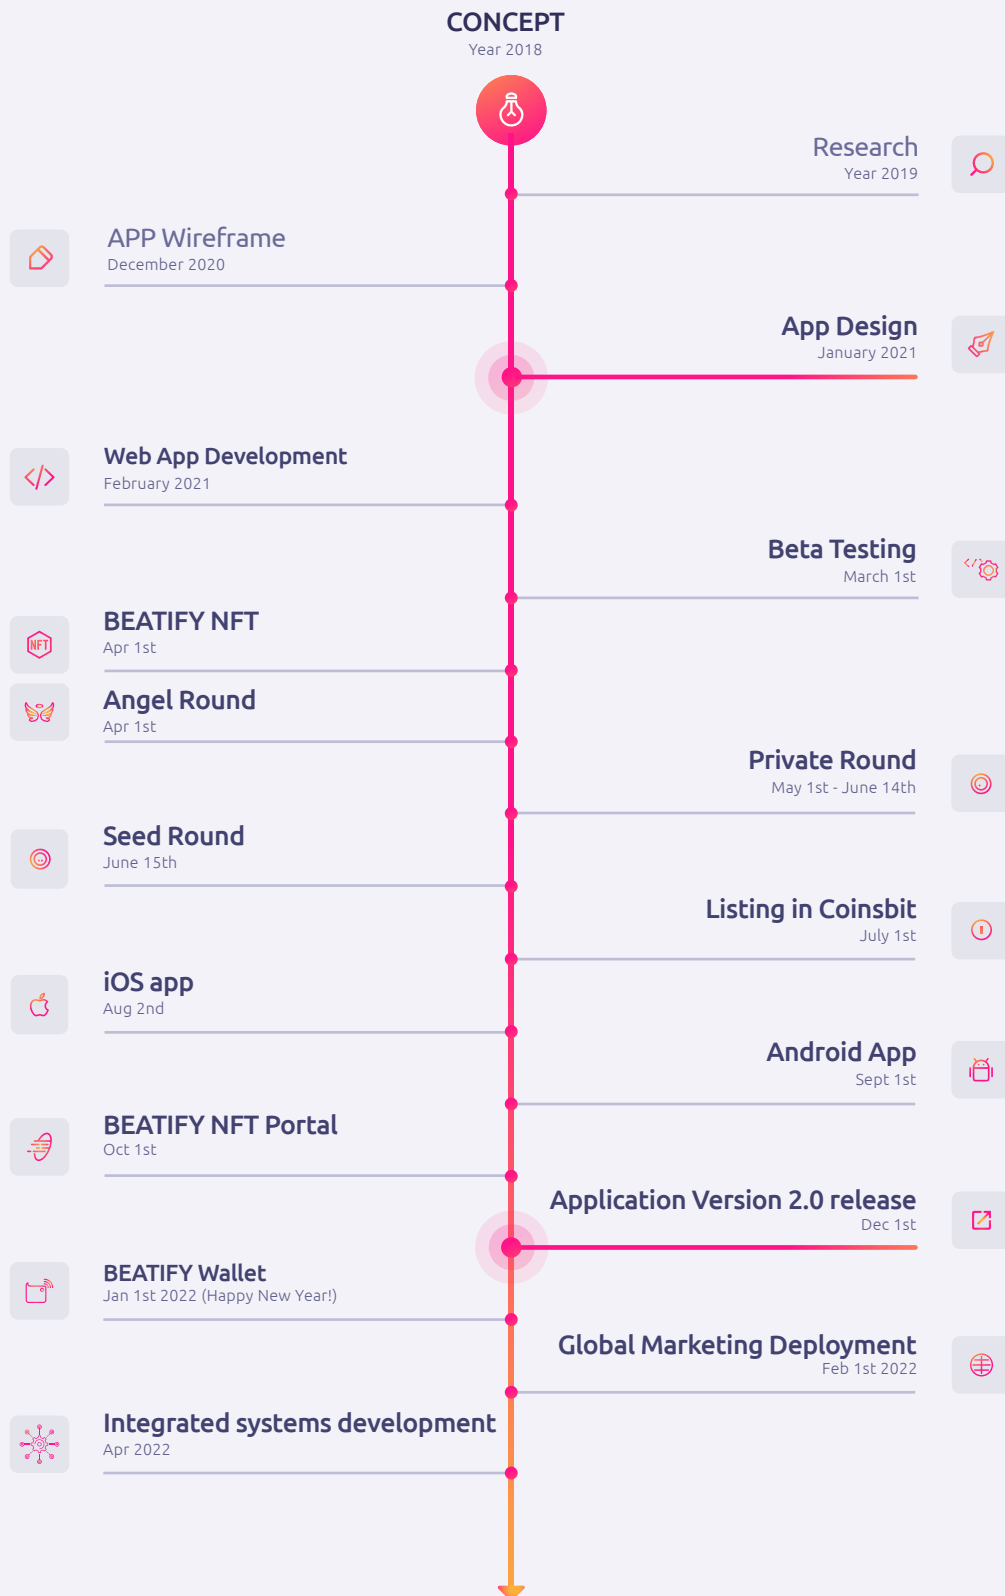 CONCEPT
Year 2018
Research
Year 2019
APP Wireframe
December 2020
App Design
January 2021
Web App Development
February 2021
Beta Testing
March 1st
BEATIFY NFT
Apr 1st
NFT
Angel Round
Apr 1st
Private Round
May 1st - June 14th
Seed Round
June 15th
Listing in Coinsbit
July 1st
iOS app
Aug 2nd
Android App
Sept 1st
BEATIFY NFT Portal
Oct 1st
Application Version 2.0 release
Dec 1st
BEATIFY Wallet
Jan 1st 2022 (Happy New Year!)
Global Marketing Deployment
Feb 1st 2022
Integrated systems development
Apr 2022